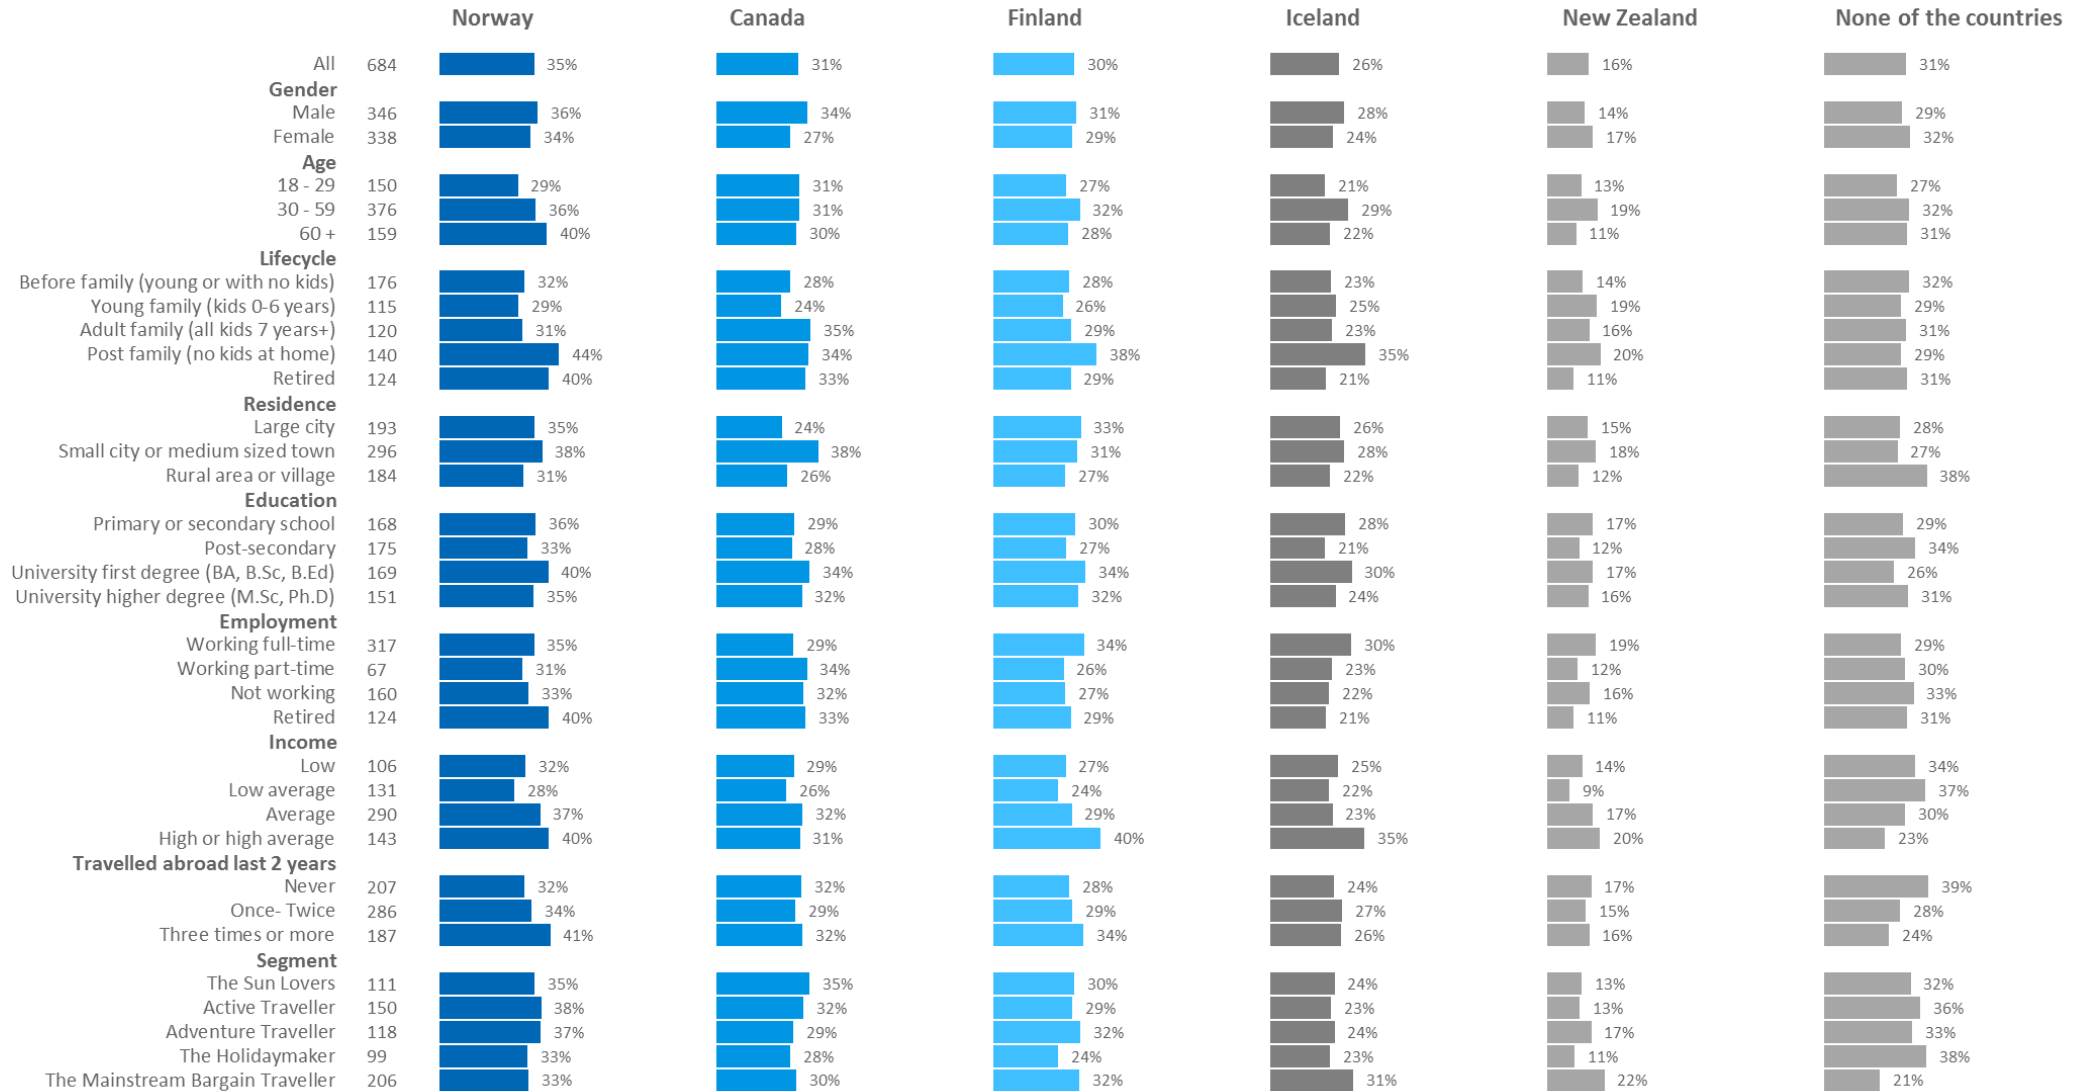 Norway Canada Finland Iceland New Zealand None of the countries
All 684 35% 31% 30% 26% 16% 31%
Gender
Male 346 36% 34% 31% 28% 14% 29%
Female 338 34% 27% 29% 24% 17% 32%
Age
18 - 29 150 29% 31% 27% 21% 13% 27%
30 - 59 376 36% 31% 32% 29% 19% 32%
60 + 159 40% 30% 28% 22% 11% 31%
Lifecycle
Before family (young or with no kids) 176 32% 28% 28% 23% 14% 32%
Young family (kids 0-6 years) 115 29% 24% 26% 25% 19% 29%
Adult family (all kids 7 years+) 120 31% 35% 29% 23% 16% 31%
Post family (no kids at home) 140 44% 34% 38% 35% 20% 29%
Retired 124 40% 33% 29% 21% 11% 31%
Residence
Large city 193 35% 24% 33% 26% 15% 28%
Small city or medium sized town 296 38% 38% 31% 28% 18% 27%
Rural area or village 184 31% 26% 27% 22% 12% 38%
Education
Primary or secondary school 168 36% 29% 30% 28% 17% 29%
Post-secondary 175 33% 28% 27% 21% 12% 34%
University first degree (BA, B.Sc, B.Ed) 169 40% 34% 34% 30% 17% 26%
University higher degree (M.Sc, Ph.D) 151 35% 32% 32% 24% 16% 31%
Employment
Working full-time 317 35% 29% 34% 30% 19% 29%
Working part-time 67 31% 34% 26% 23% 12% 30%
Not working 160 33% 32% 27% 22% 16% 33%
Retired 124 40% 33% 29% 21% 11% 31%
Income
Low 106 32% 29% 27% 25% 14% 34%
Low average 131 28% 26% 24% 22% 9% 37%
Average 290 37% 32% 29% 23% 17% 30%
High or high average 143 40% 31% 40% 35% 20% 23%
Travelled abroad last 2 years
Never 207 32% 32% 28% 24% 17% 39%
Once- Twice 286 34% 29% 29% 27% 15% 28%
Three times or more 187 41% 32% 34% 26% 16% 24%
Segment
The Sun Lovers 111 35% 35% 30% 24% 13% 32%
Active Traveller 150 38% 32% 29% 23% 13% 36%
Adventure Traveller 118 37% 29% 32% 24% 17% 33%
The Holidaymaker 99 33% 28% 24% 23% 11% 38%
The Mainstream Bargain Traveller 206 33% 30% 32% 31% 22% 21%